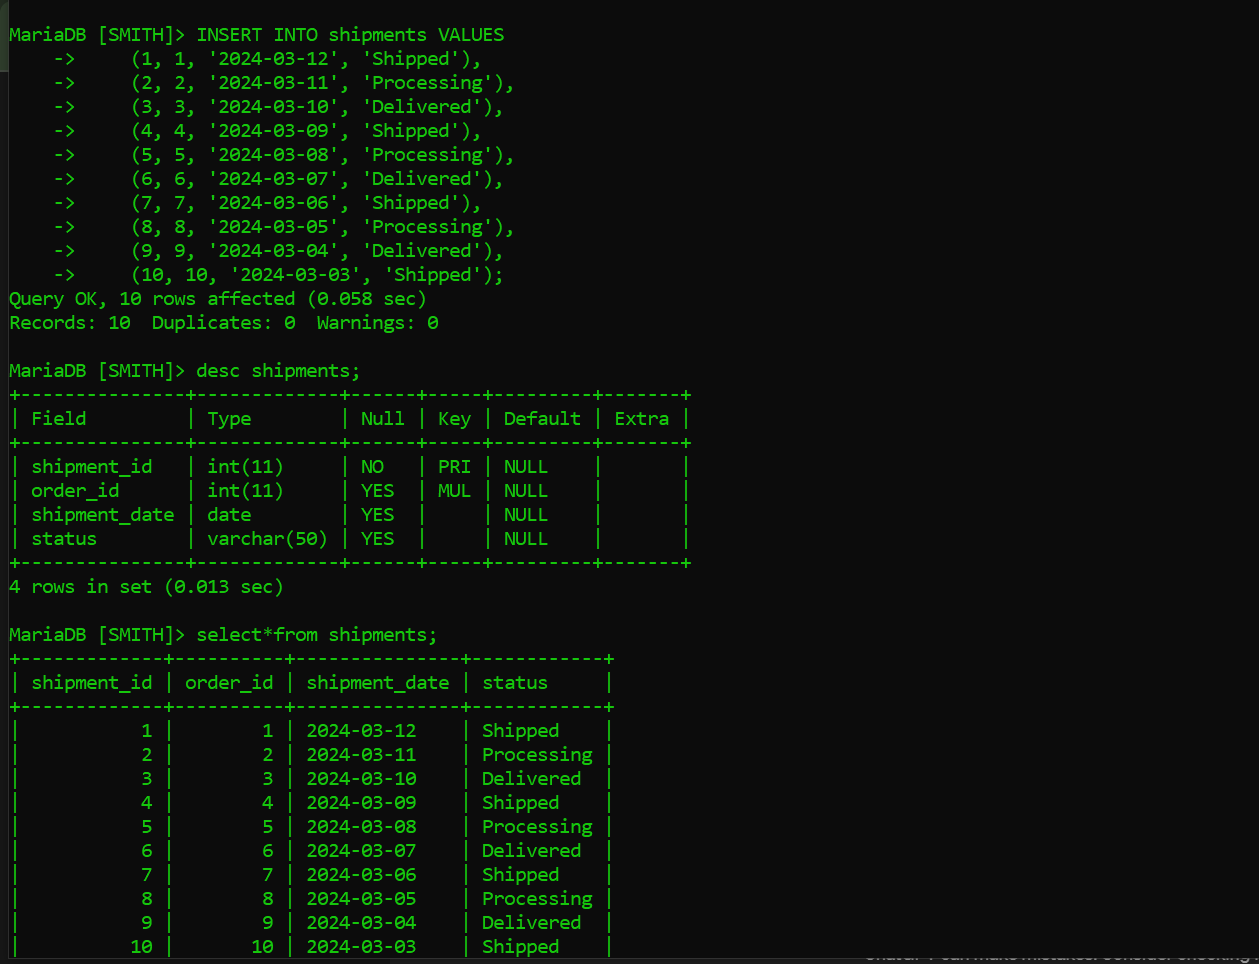 MariaDB [SMITH]> INSERT INTO shipments VALUES
    ->     (1, 1, '2024-03-12', 'Shipped'),
    ->     (2, 2, '2024-03-11', 'Processing'),
    ->     (3, 3, '2024-03-10', 'Delivered'),
    ->     (4, 4, '2024-03-09', 'Shipped'),
    ->     (5, 5, '2024-03-08', 'Processing'),
    ->     (6, 6, '2024-03-07', 'Delivered'),
    ->     (7, 7, '2024-03-06', 'Shipped'),
    ->     (8, 8, '2024-03-05', 'Processing'),
    ->     (9, 9, '2024-03-04', 'Delivered'),
    ->     (10, 10, '2024-03-03', 'Shipped');
Query OK, 10 rows affected (0.058 sec)
Records: 10  Duplicates: 0  Warnings: 0

MariaDB [SMITH]> desc shipments;
+---------------+-------------+------+-----+---------+-------+
| Field         | Type        | Null | Key | Default | Extra |
+---------------+-------------+------+-----+---------+-------+
| shipment_id   | int(11)     | NO   | PRI | NULL    |       |
| order_id      | int(11)     | YES  | MUL | NULL    |       |
| shipment_date | date        | YES  |     | NULL    |       |
| status        | varchar(50) | YES  |     | NULL    |       |
+---------------+-------------+------+-----+---------+-------+
4 rows in set (0.013 sec)

MariaDB [SMITH]> select*from shipments;
+-------------+----------+---------------+------------+
| shipment_id | order_id | shipment_date | status     |
+-------------+----------+---------------+------------+
|           1 |        1 | 2024-03-12    | Shipped    |
|           2 |        2 | 2024-03-11    | Processing |
|           3 |        3 | 2024-03-10    | Delivered  |
|           4 |        4 | 2024-03-09    | Shipped    |
|           5 |        5 | 2024-03-08    | Processing |
|           6 |        6 | 2024-03-07    | Delivered  |
|           7 |        7 | 2024-03-06    | Shipped    |
|           8 |        8 | 2024-03-05    | Processing |
|           9 |        9 | 2024-03-04    | Delivered  |
|          10 |       10 | 2024-03-03    | Shipped    |